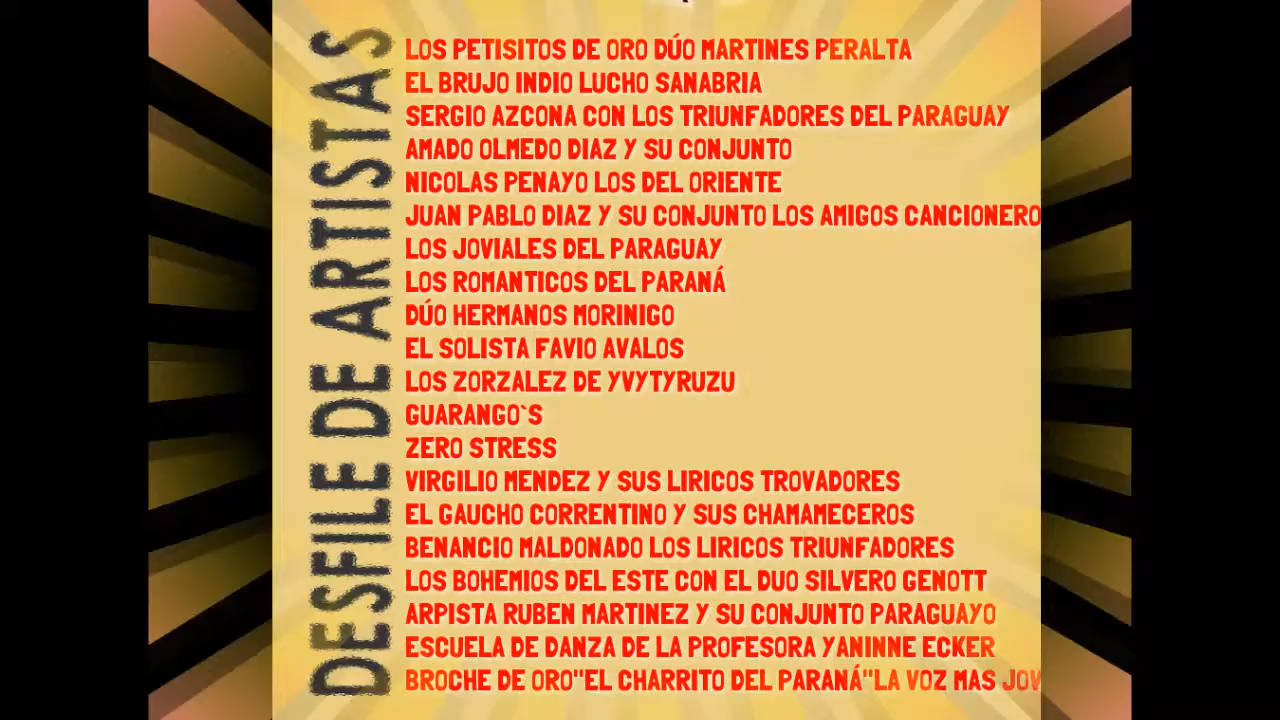 DESFILE DE ARTISTAS
LOS PETISITOS DE ORO DÚO MARTINES PERALTA
EL BRUJO INDIO LUCHO SANABRIA
SERGIO AZCONA CON LOS TRIUNFADORES DEL PARAGUAY
AMADO OLMEDO DIAZ Y SU CONJUNTO
NICOLAS PENAYO LOS DEL ORIENTE
JUAN PABLO DIAZ Y SU CONJUNTO LOS AMIGOS CANCIONERO
LOS JOVIALES DEL PARAGUAY
LOS ROMANTICOS DEL PARANÁ
DÚO HERMANOS MORINIGO
EL SOLISTA FAVIO AVALOS
LOS ZORZALEZ DE YVYTYRUZU
GUARANGO`S
ZERO STRESS
VIRGILIO MENDEZ Y SUS LIRICOS TROVADORES
EL GAUCHO CORRENTINO Y SUS CHAMAMECEROS
BENANCIO MALDONADO LOS LIRICOS TRIUNFADORES
LOS BOHEMIOS DEL ESTE CON EL DUO SILVERO GENOTT
ARPISTA RUBEN MARTINEZ Y SU CONJUNTO PARAGUAYO
ESCUELA DE DANZA DE LA PROFESORA YANINNE ECKER
BROCHE DE ORO"EL CHARRITO DEL PARANÁ"LA VOZ MAS